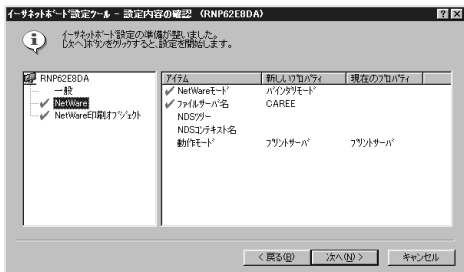 イーサネットボード設定ツール - 設定内容の確認 (RNP62E8DA)
イーサネットボード設定の準備が整いました。
[次へ]ボタンをクリックすると、設定を開始します。
RNP62E8DA
一般
NetWare
NetWare印刷オブジェクト
アイテム 新しいプロパティ 現在のプロパティ
NetWareモード バインダリモード
ファイルサーバ名 CAREE
NDSツリー
NDSコンテキスト名
動作モード プリントサーバ プリントサーバ
< 戻る(B) 次へ(N) > キャンセル